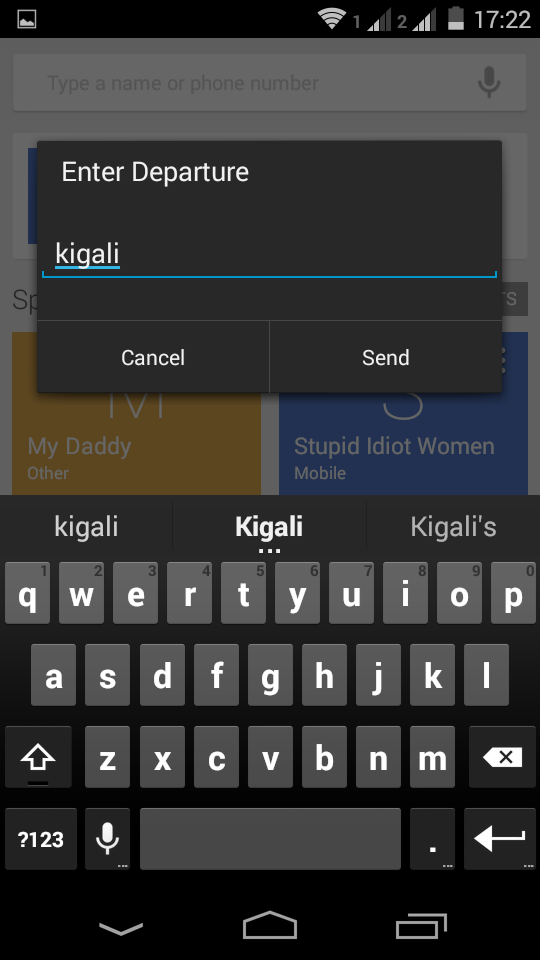 1 2 17:22
Type a name or phone number
Enter Departure
kigali
Sp TS
Cancel Send
M S
My Daddy Stupid Idiot Women
Other Mobile
kigali Kigali Kigali's
1 2 3 4 5 6 7 8 9 0
q w e r t y u i o p
a s d f g h j k l
z x c v b n m
?123 .